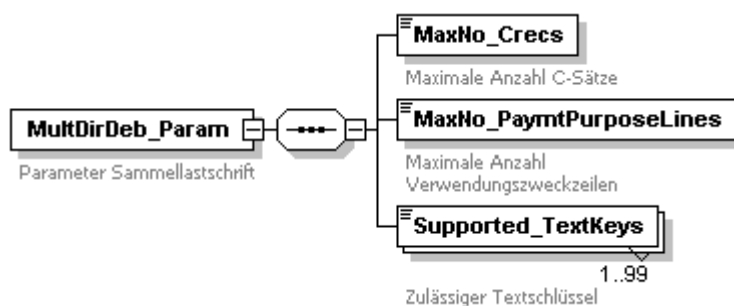 MaxNo_Crecs
Maximale Anzahl C-Sätze
MultDirDeb_Param
Parameter Sammellastschrift
MaxNo_PaymtPurposeLines
Maximale Anzahl
Verwendungszweckzeilen
Supported_TextKeys
1..99
Zulässiger Textschlüssel